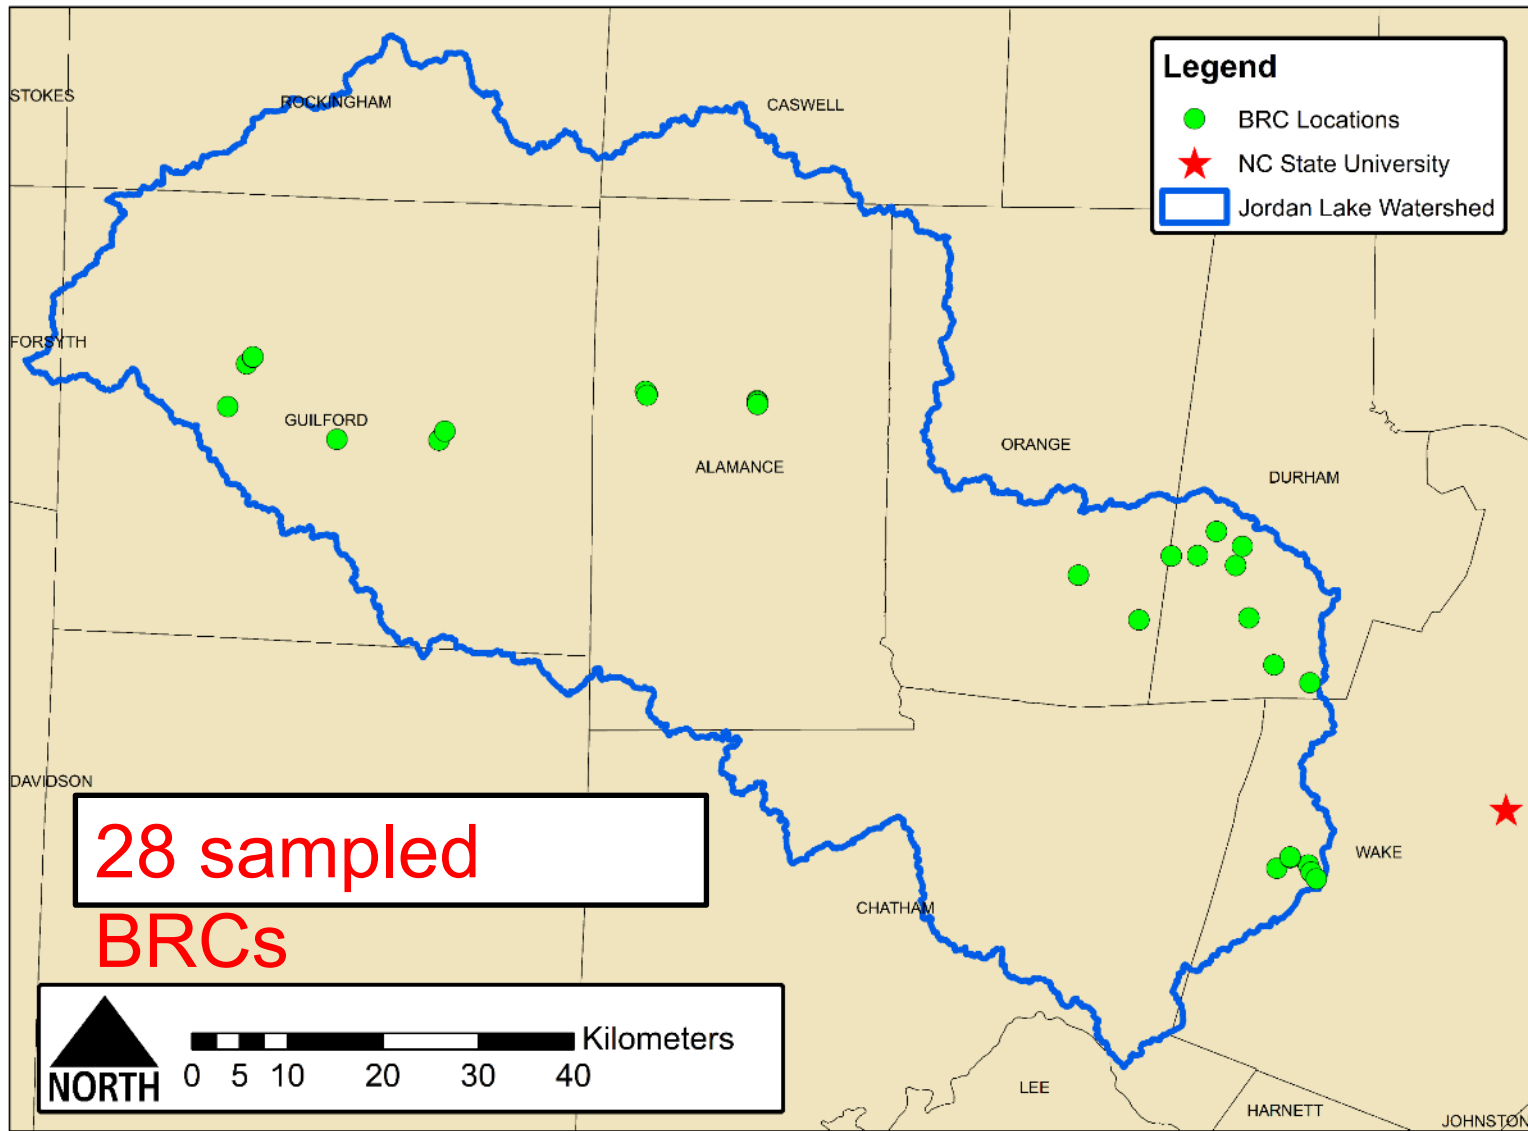 STOKES
ROCKINGHAM
CASWELL
Legend
BRC Locations
NC State University
Jordan Lake Watershed
FORSYTH
GUILFORD
ALAMANCE
ORANGE
DURHAM
DAVIDSON
28 sampled
BRCs
WAKE
CHATHAM
NORTH
Kilometers
0 5 10 20 30 40
LEE
HARNETT
JOHNSTON